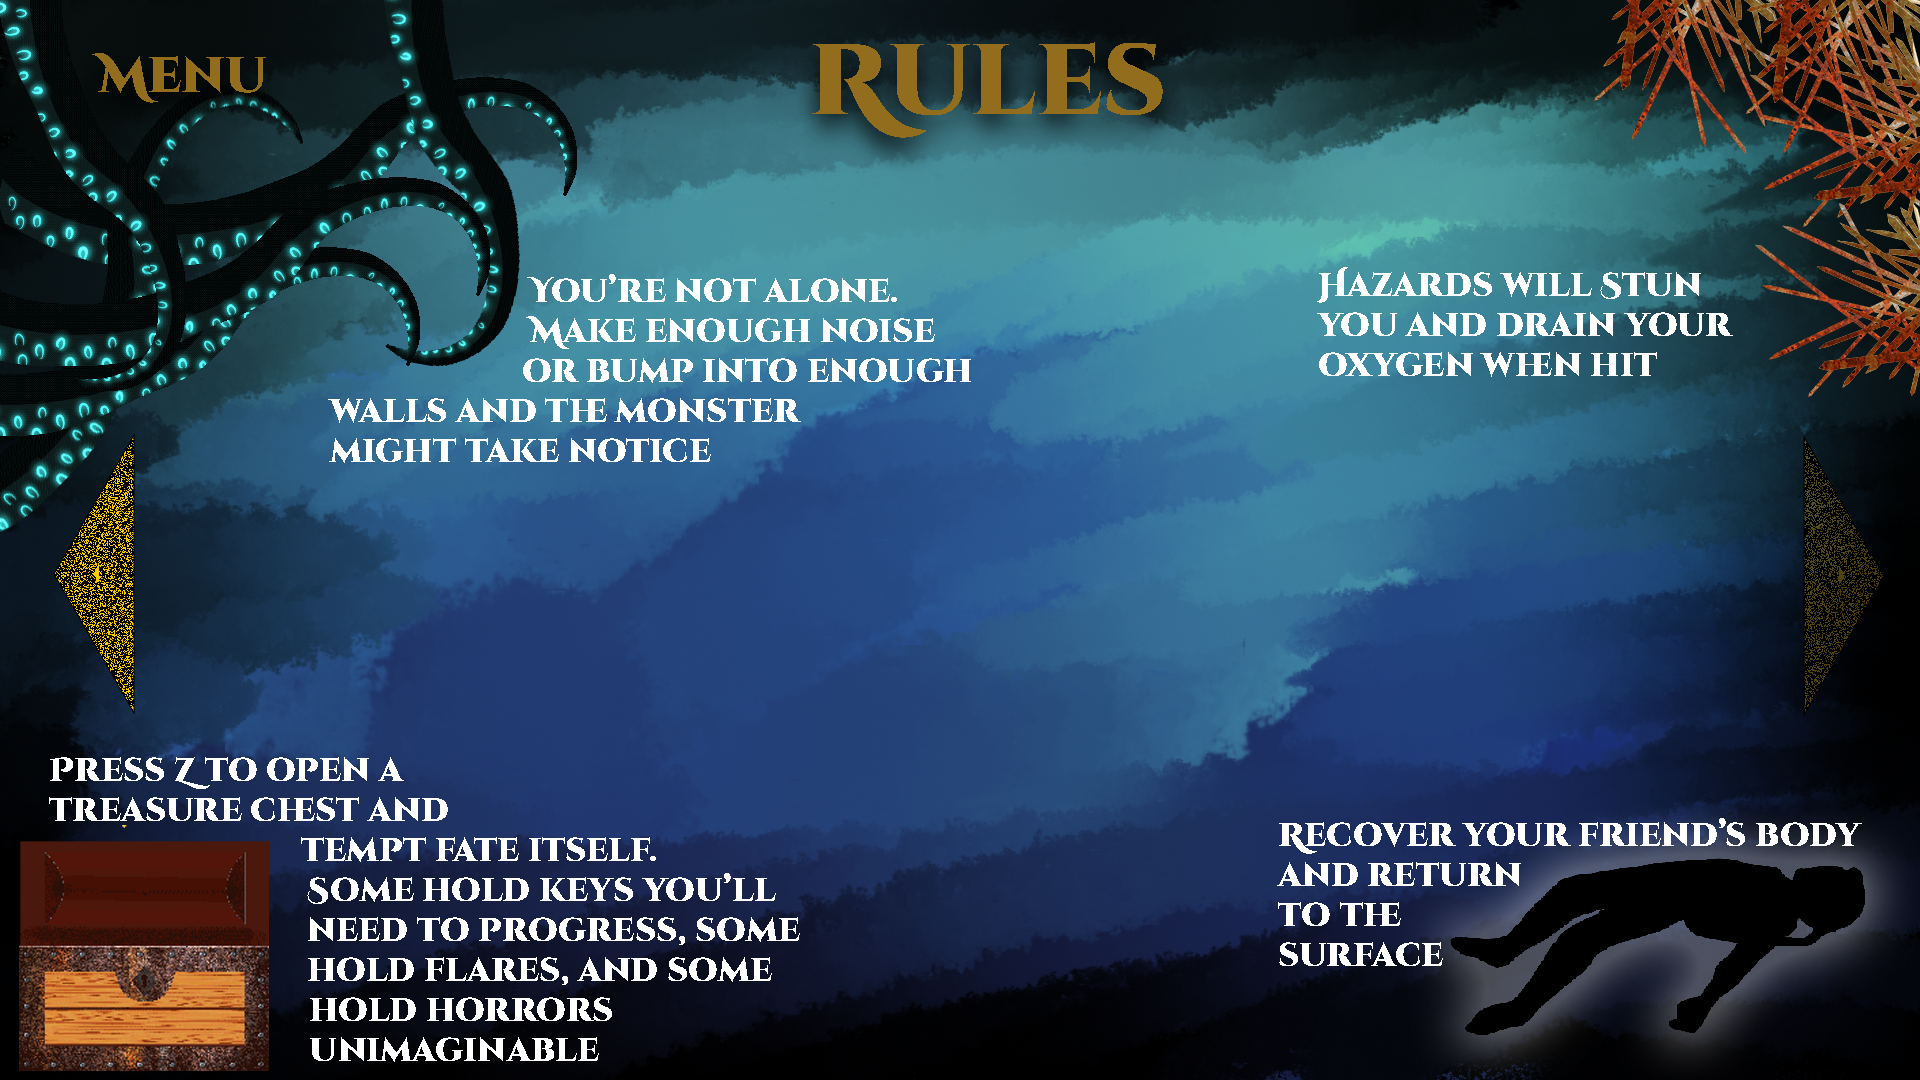 Menu
Rules
You're not alone.
Make enough noise
or bump into enough
walls and the monster
might take notice
Hazards will Stun
you and drain your
oxygen when hit
Press Z to open a
treasure chest and
tempt fate itself.
Some hold keys you'll
need to progress, some
hold flares, and some
hold horrors
unimaginable
Recover your friend's body
and return
to the
surface